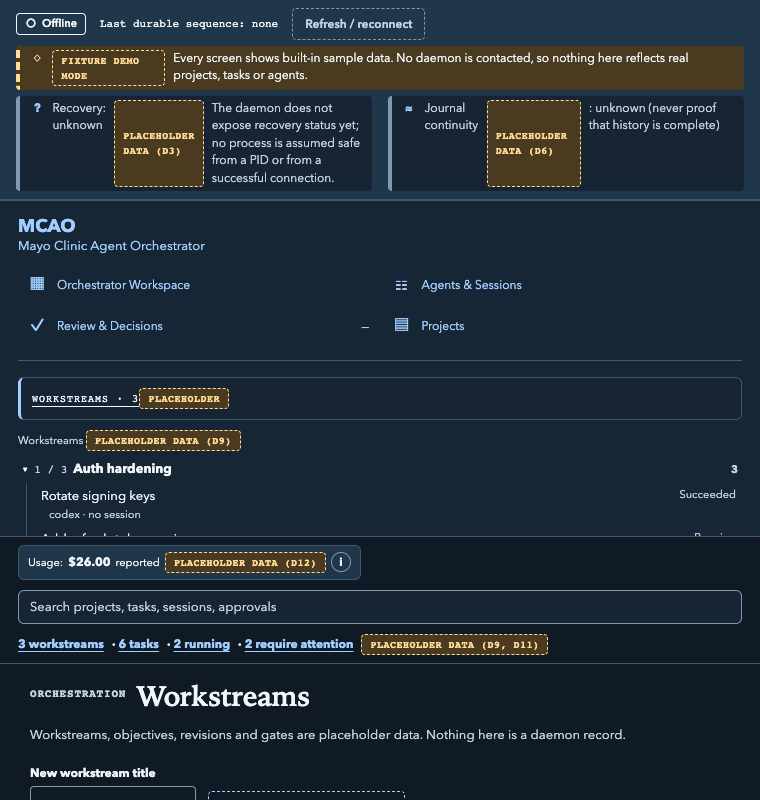 Offline
Last durable sequence: none
Refresh / reconnect
FIXTURE DEMO
MODE
Every screen shows built-in sample data. No daemon is contacted, so nothing here reflects real
projects, tasks or agents.
? Recovery:
unknown
PLACEHOLDER
DATA (D3)
The daemon does not
expose recovery status yet;
no process is assumed safe
from a PID or from a
successful connection.
≈ Journal
continuity
PLACEHOLDER
DATA (D6)
: unknown (never proof
that history is complete)
MCAO
Mayo Clinic Agent Orchestrator
Orchestrator Workspace
Agents & Sessions
Review & Decisions –
Projects
WORKSTREAMS · 3 PLACEHOLDER
Workstreams PLACEHOLDER DATA (D9)
▾ 1 / 3 Auth hardening 3
Rotate signing keys Succeeded
codex · no session
Usage: $26.00 reported PLACEHOLDER DATA (D12) i
Search projects, tasks, sessions, approvals
3 workstreams · 6 tasks · 2 running · 2 require attention PLACEHOLDER DATA (D9, D11)
ORCHESTRATION Workstreams
Workstreams, objectives, revisions and gates are placeholder data. Nothing here is a daemon record.
New workstream title